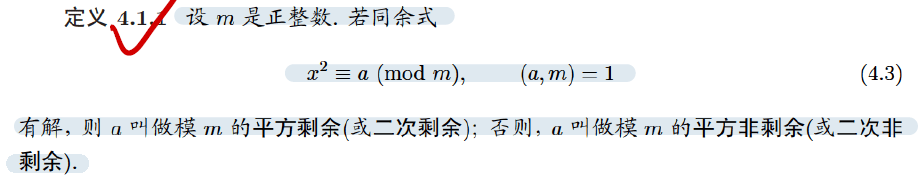 定义 4.1.1 设 m 是正整数. 若同余式
x² ≡ a (mod m), (a, m) = 1 (4.3)
有解, 则 a 叫做模 m 的平方剩余(或二次剩余); 否则, a 叫做模 m 的平方非剩余(或二次非
剩余).